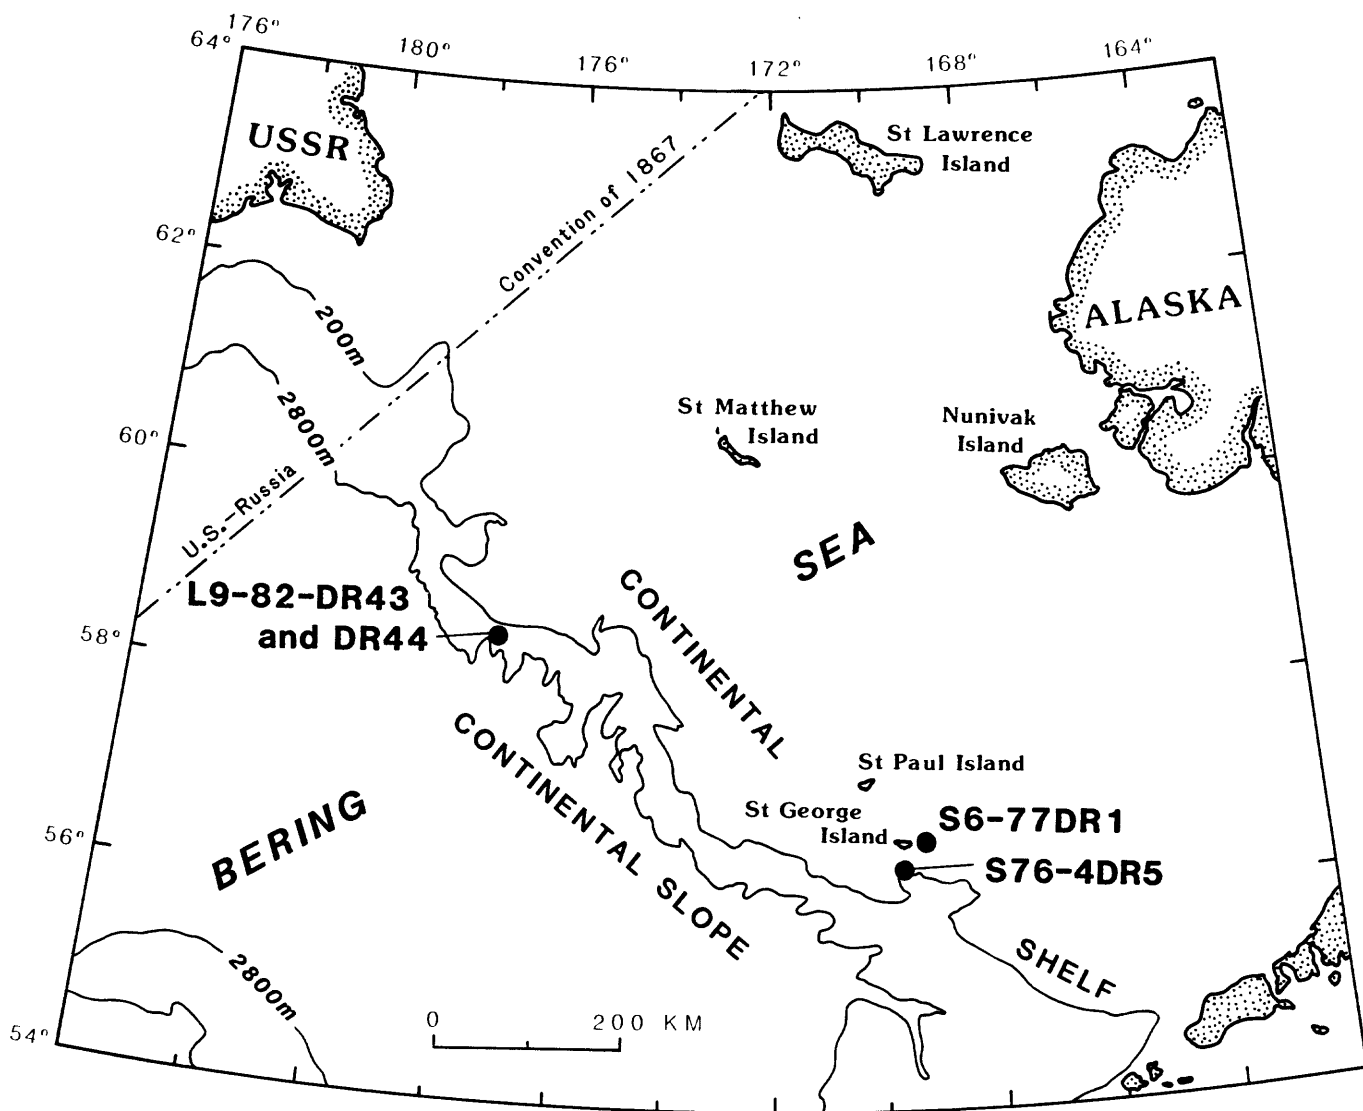 176°
180°
176°
172°
168°
164°
64°
USSR
St Lawrence
Island
Convention of 1867
62°
200m
ALASKA
2800m
St Matthew
Island
Nunivak
Island
60°
U.S.-Russia
SEA
L9-82-DR43
and DR44
58°
CONTINENTAL
CONTINENTAL SLOPE
St Paul Island
St George
Island
S6-77DR1
S76-4DR5
56°
BERING
SHELF
2800m
54°
0 200 KM